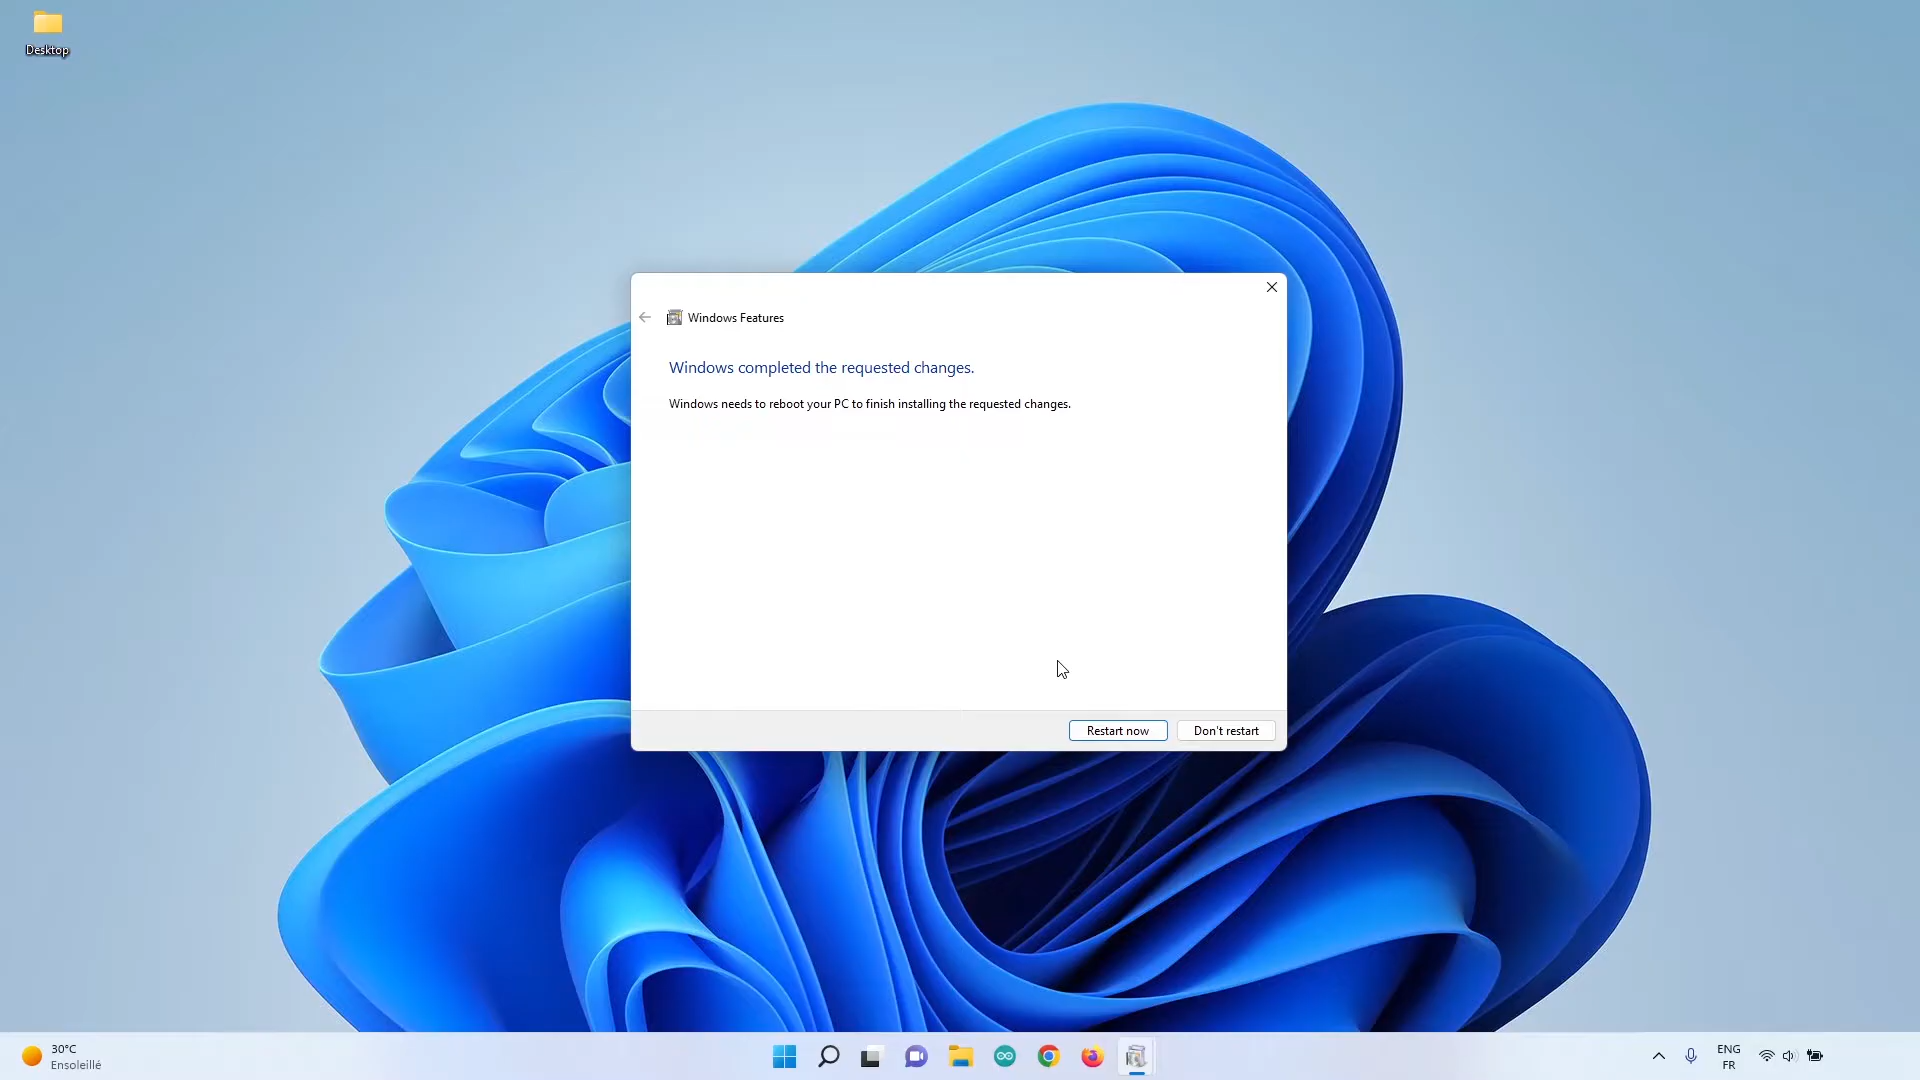 Desktop
Windows Features
Windows completed the requested changes.
Windows needs to reboot your PC to finish installing the requested changes.
Restart now
Don't restart
30°C
Ensoleillé
ENG
FR